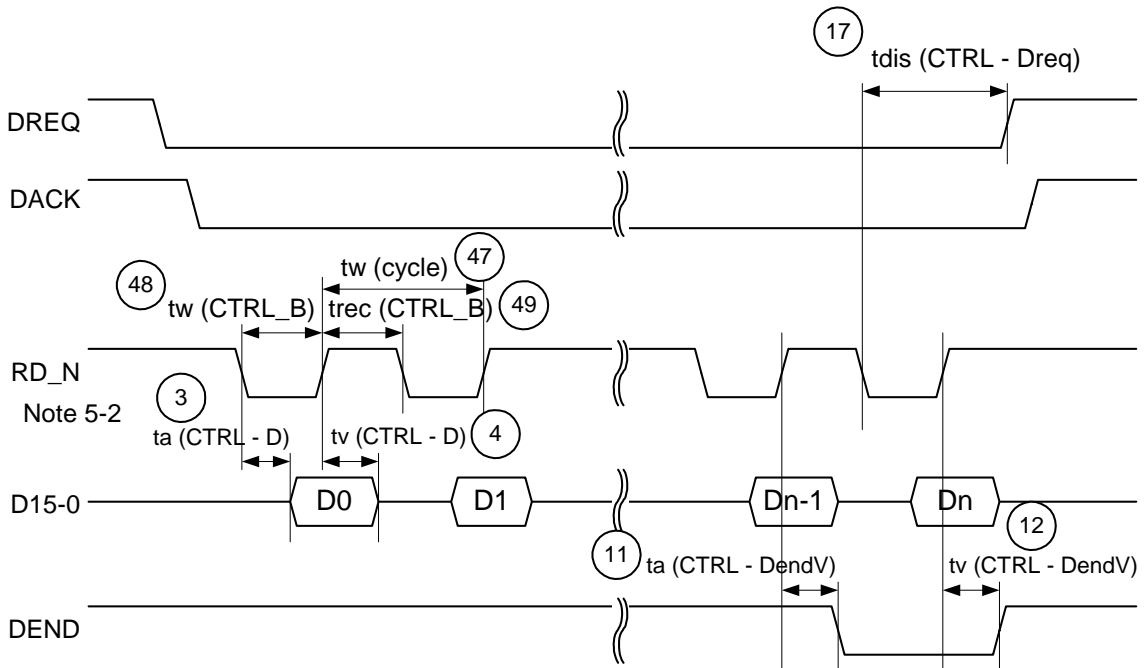 17
tdis (CTRL - Dreq)
DREQ
DACK
47
tw (cycle)
48
tw (CTRL_B)
trec (CTRL_B)
49
RD_N
Note 5-2
3
ta (CTRL - D)
tv (CTRL - D)
4
D15-0
D0
D1
Dn-1
Dn
11
ta (CTRL - DendV)
12
tv (CTRL - DendV)
DEND